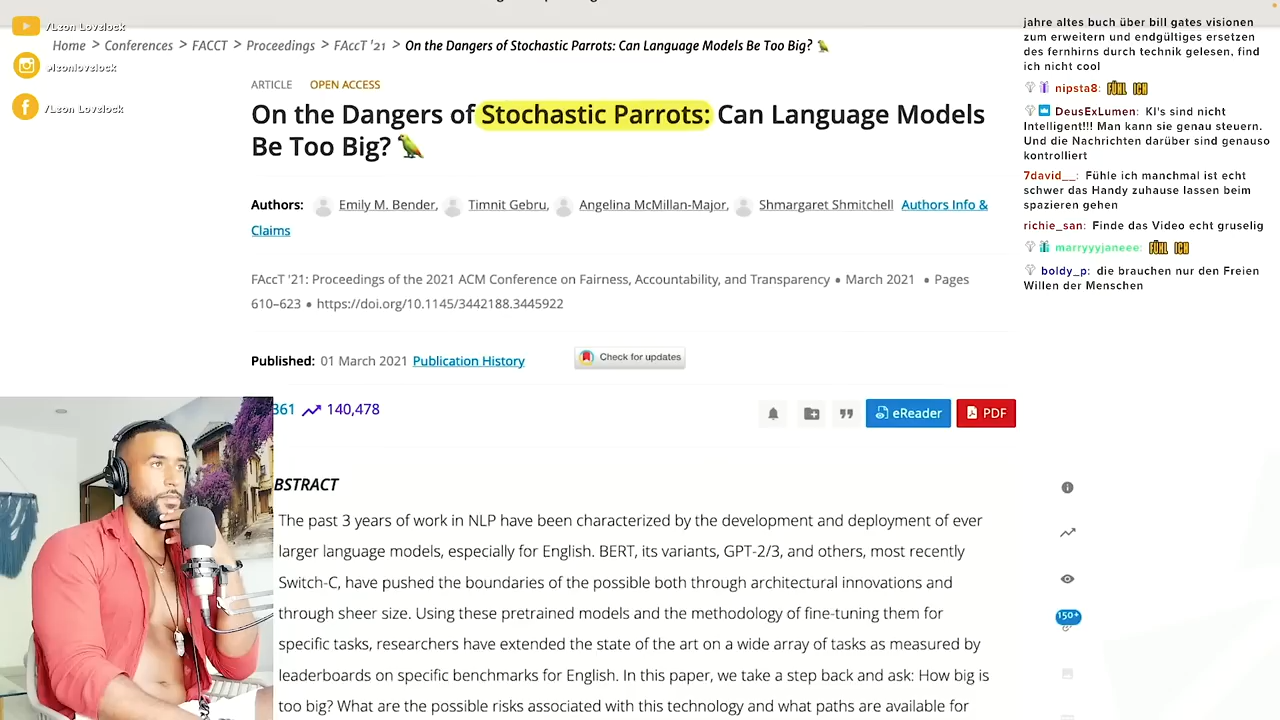 /Leon Lovelock
Home > Conferences > FACCT > Proceedings > FAccT '21 > On the Dangers of Stochastic Parrots: Can Language Models Be Too Big? 🦜
/leonlovelock
/Leon Lovelock
ARTICLE OPEN ACCESS
On the Dangers of Stochastic Parrots: Can Language Models
Be Too Big? 🦜
Authors: Emily M. Bender, Timnit Gebru, Angelina McMillan-Major, Shmargaret Shmitchell Authors Info &
Claims
FAccT '21: Proceedings of the 2021 ACM Conference on Fairness, Accountability, and Transparency • March 2021 • Pages
610–623 • https://doi.org/10.1145/3442188.3445922
Published: 01 March 2021 Publication History
Check for updates
361 140,478
eReader
PDF
BSTRACT
The past 3 years of work in NLP have been characterized by the development and deployment of ever
larger language models, especially for English. BERT, its variants, GPT-2/3, and others, most recently
Switch-C, have pushed the boundaries of the possible both through architectural innovations and
through sheer size. Using these pretrained models and the methodology of fine-tuning them for
specific tasks, researchers have extended the state of the art on a wide array of tasks as measured by
leaderboards on specific benchmarks for English. In this paper, we take a step back and ask: How big is
too big? What are the possible risks associated with this technology and what paths are available for
150+
jahre altes buch über bill gates visionen
zum erweitern und endgültiges ersetzen
des fernhirns durch technik gelesen, find
ich nicht cool
nipsta8: FÜHL ICH
DeusExLumen: KI's sind nicht
Intelligent!!! Man kann sie genau steuern.
Und die Nachrichten darüber sind genauso
kontrolliert
7david__: Fühle ich manchmal ist echt
schwer das Handy zuhause lassen beim
spazieren gehen
richie_san: Finde das Video echt gruselig
marryyyjaneee: FÜHL ICH
boldy_p: die brauchen nur den Freien
Willen der Menschen